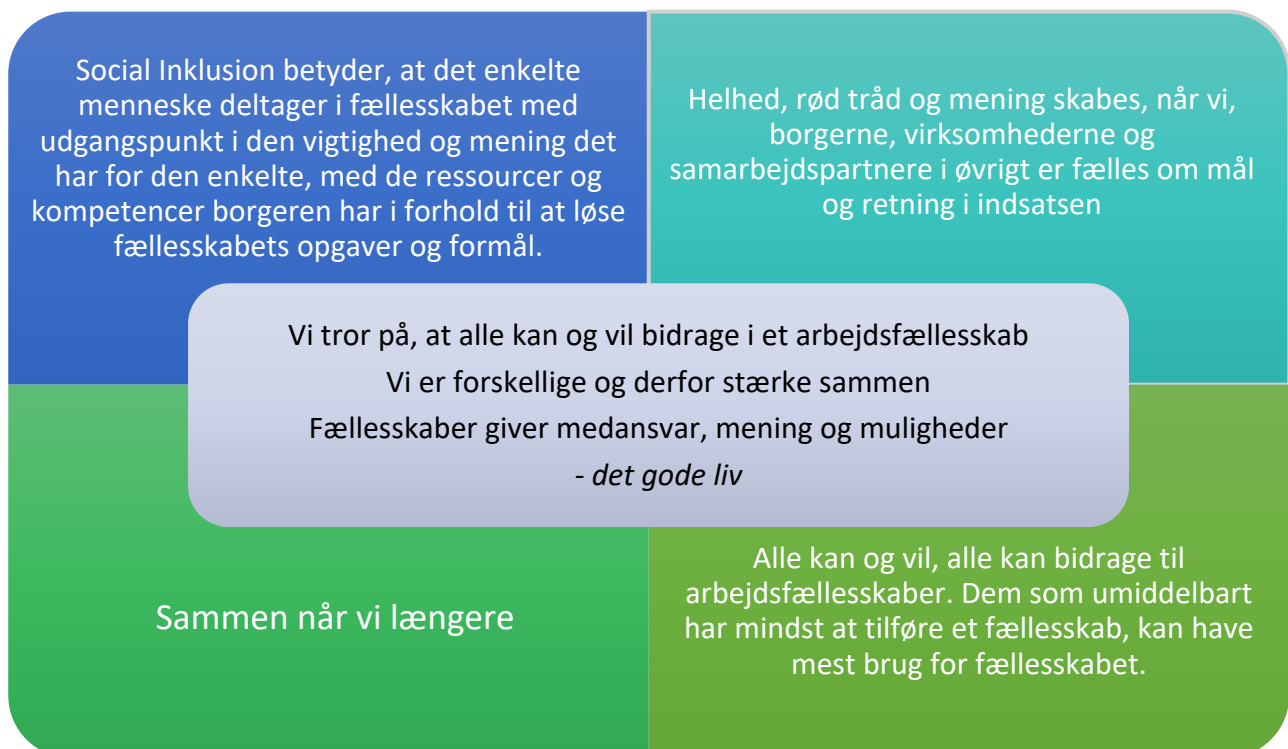 Social Inklusion betyder, at det enkelte
menneske deltager i fællesskabet med
udgangspunkt i den vigtighed og mening det
har for den enkelte, med de ressourcer og
kompetencer borgeren har i forhold til at løse
fællesskabets opgaver og formål.
Helhed, rød tråd og mening skabes, når vi,
borgerne, virksomhederne og
samarbejdspartnere i øvrigt er fælles om mål
og retning i indsatsen
Vi tror på, at alle kan og vil bidrage i et arbejdsfællesskab
Vi er forskellige og derfor stærke sammen
Fællesskaber giver medansvar, mening og muligheder
- det gode liv
Sammen når vi længere
Alle kan og vil, alle kan bidrage til
arbejdsfællesskaber. Dem som umiddelbart
har mindst at tilføre et fællesskab, kan have
mest brug for fællesskabet.